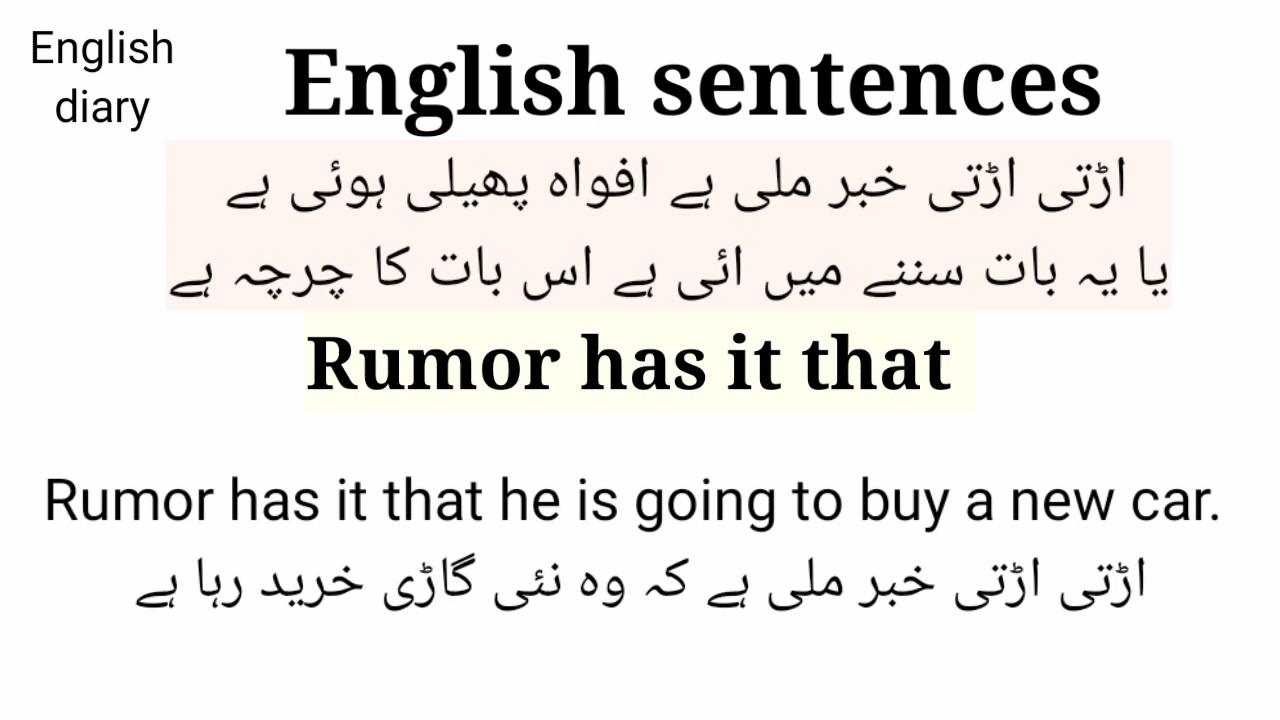 English
diary
English sentences
اڑتی اڑتی خبر ملی ہے افواہ پھیلی ہوئی ہے
یا یہ بات سننے میں ائی ہے اس بات کا چرچہ ہے
Rumor has it that
Rumor has it that he is going to buy a new car.
اڑتی اڑتی خبر ملی ہے کہ وہ نئی گاڑی خرید رہا ہے